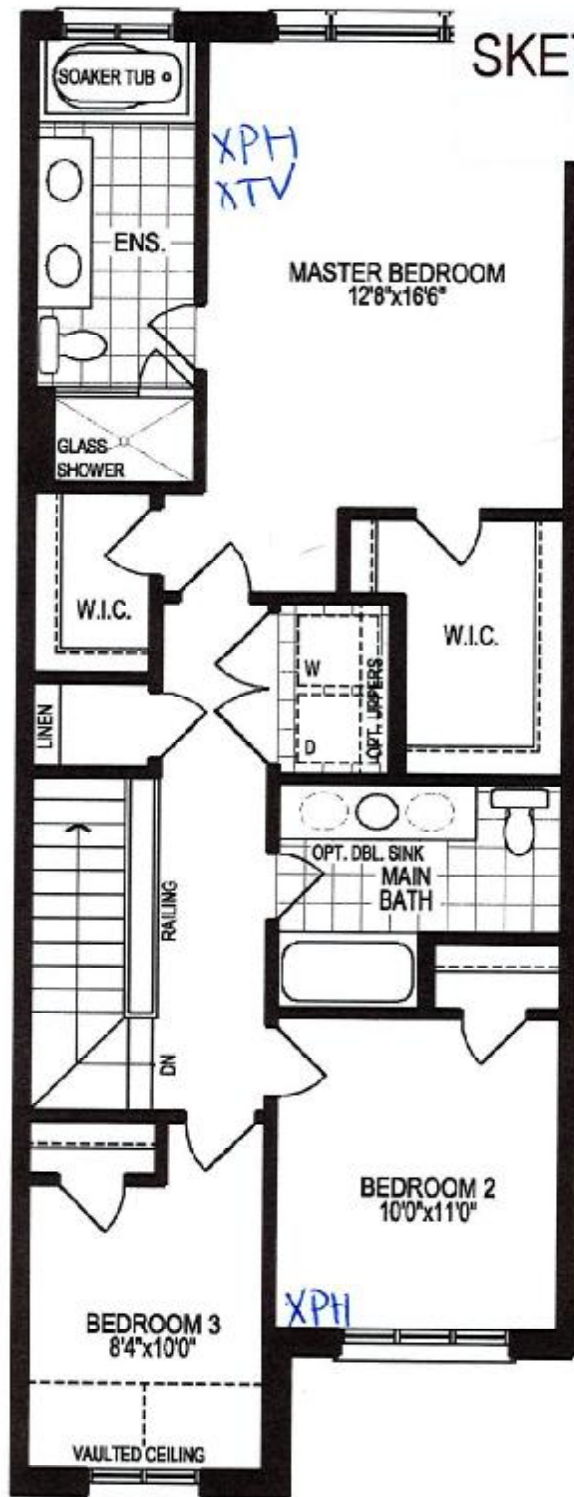 SKE
SOAKER TUB
XPH
XTV
ENS.
MASTER BEDROOM
12'8"x16'6"
GLASS
SHOWER
W.I.C.
W.I.C.
W
D
OPT. UPPERS
LINEN
OPT. DBL. SINK
MAIN
BATH
RAILING
DN
BEDROOM 2
10'0"x11'0"
XPH
BEDROOM 3
8'4"x10'0"
VAULTED CEILING